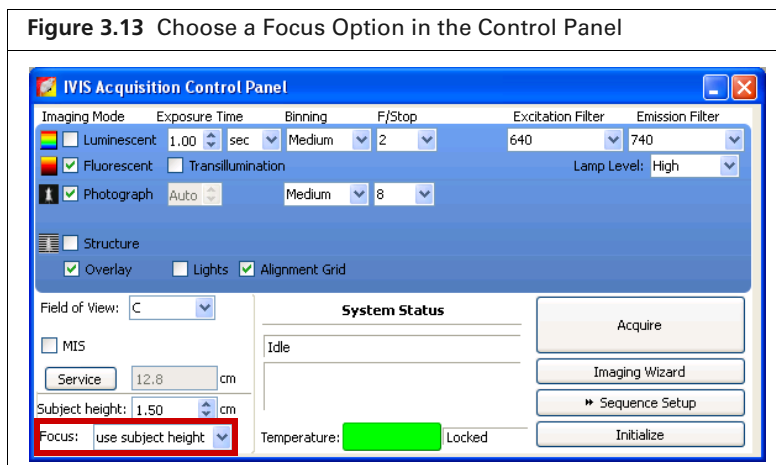 Figure 3.13 Choose a Focus Option in the Control Panel
IVIS Acquisition Control Panel
Imaging Mode Exposure Time Binning F/Stop Excitation Filter Emission Filter
Luminescent 1.00 sec Medium 2 640 740
Fluorescent Transillumination Lamp Level: High
Photograph Auto Medium 8
Structure
Overlay Lights Alignment Grid
Field of View: C System Status Acquire
MIS Idle
Service 12.8 cm Imaging Wizard
Subject height: 1.50 cm Sequence Setup
Focus: use subject height Temperature: Locked Initialize